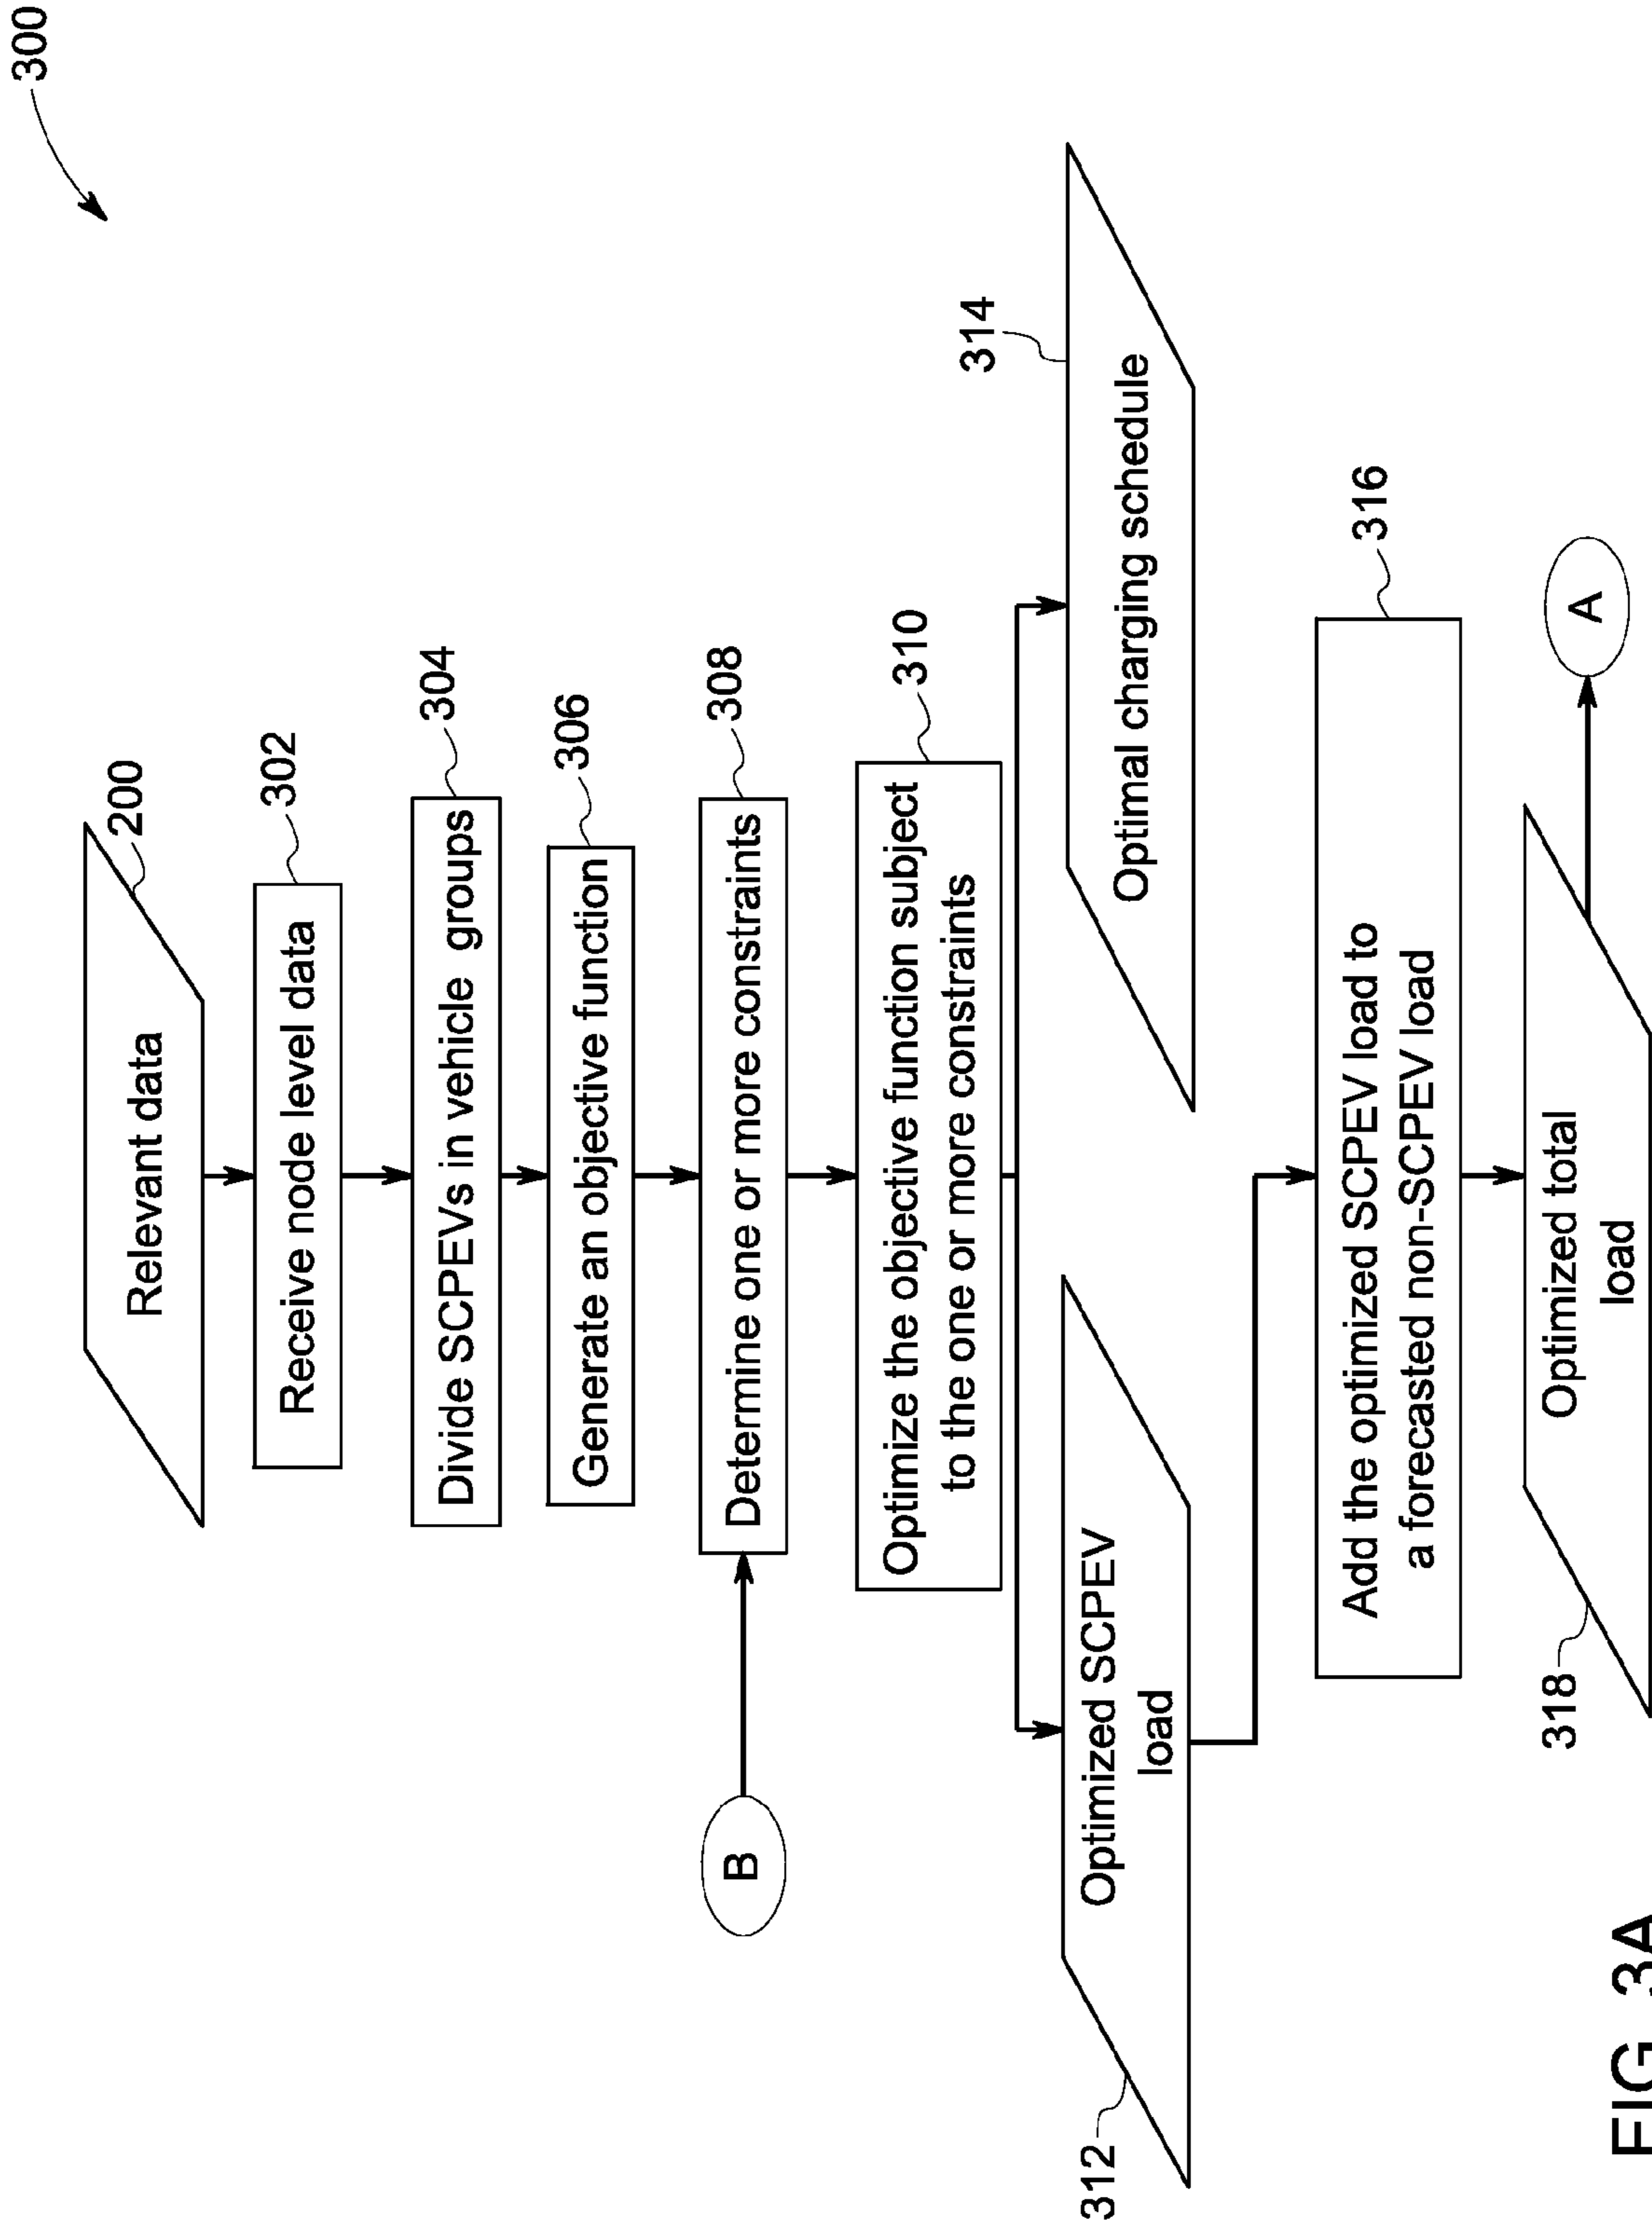 300
Relevant data
200
Receive node level data
302
Divide SCPEVs in vehicle groups
304
Generate an objective function
306
B
Determine one or more constraints
308
Optimize the objective function subject
to the one or more constraints
310
312
Optimized SCPEV
load
Optimal charging schedule
314
Add the optimized SCPEV load to
a forecasted non-SCPEV load
316
318
Optimized total
load
A
FIG. 3A